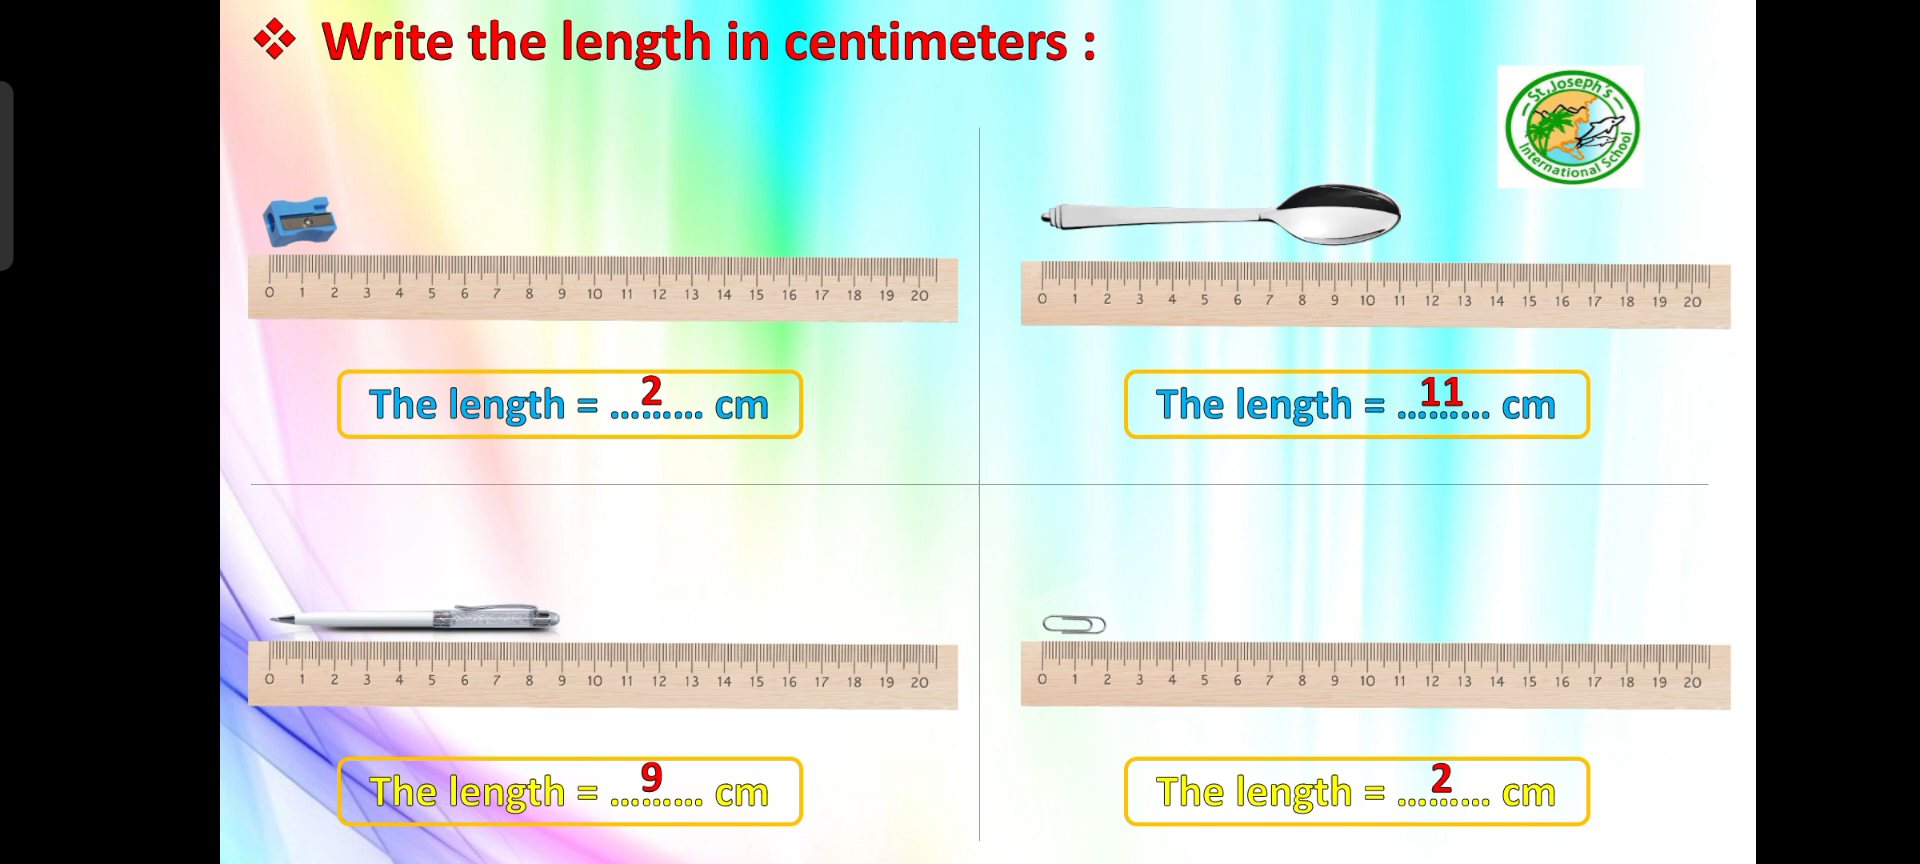 ❖ Write the length in centimeters :
St. Joseph's
International School
0 1 2 3 4 5 6 7 8 9 10 11 12 13 14 15 16 17 18 19 20
The length = ...2...... cm
0 1 2 3 4 5 6 7 8 9 10 11 12 13 14 15 16 17 18 19 20
The length = ...11...... cm
0 1 2 3 4 5 6 7 8 9 10 11 12 13 14 15 16 17 18 19 20
The length = ...9...... cm
0 1 2 3 4 5 6 7 8 9 10 11 12 13 14 15 16 17 18 19 20
The length = ...2...... cm